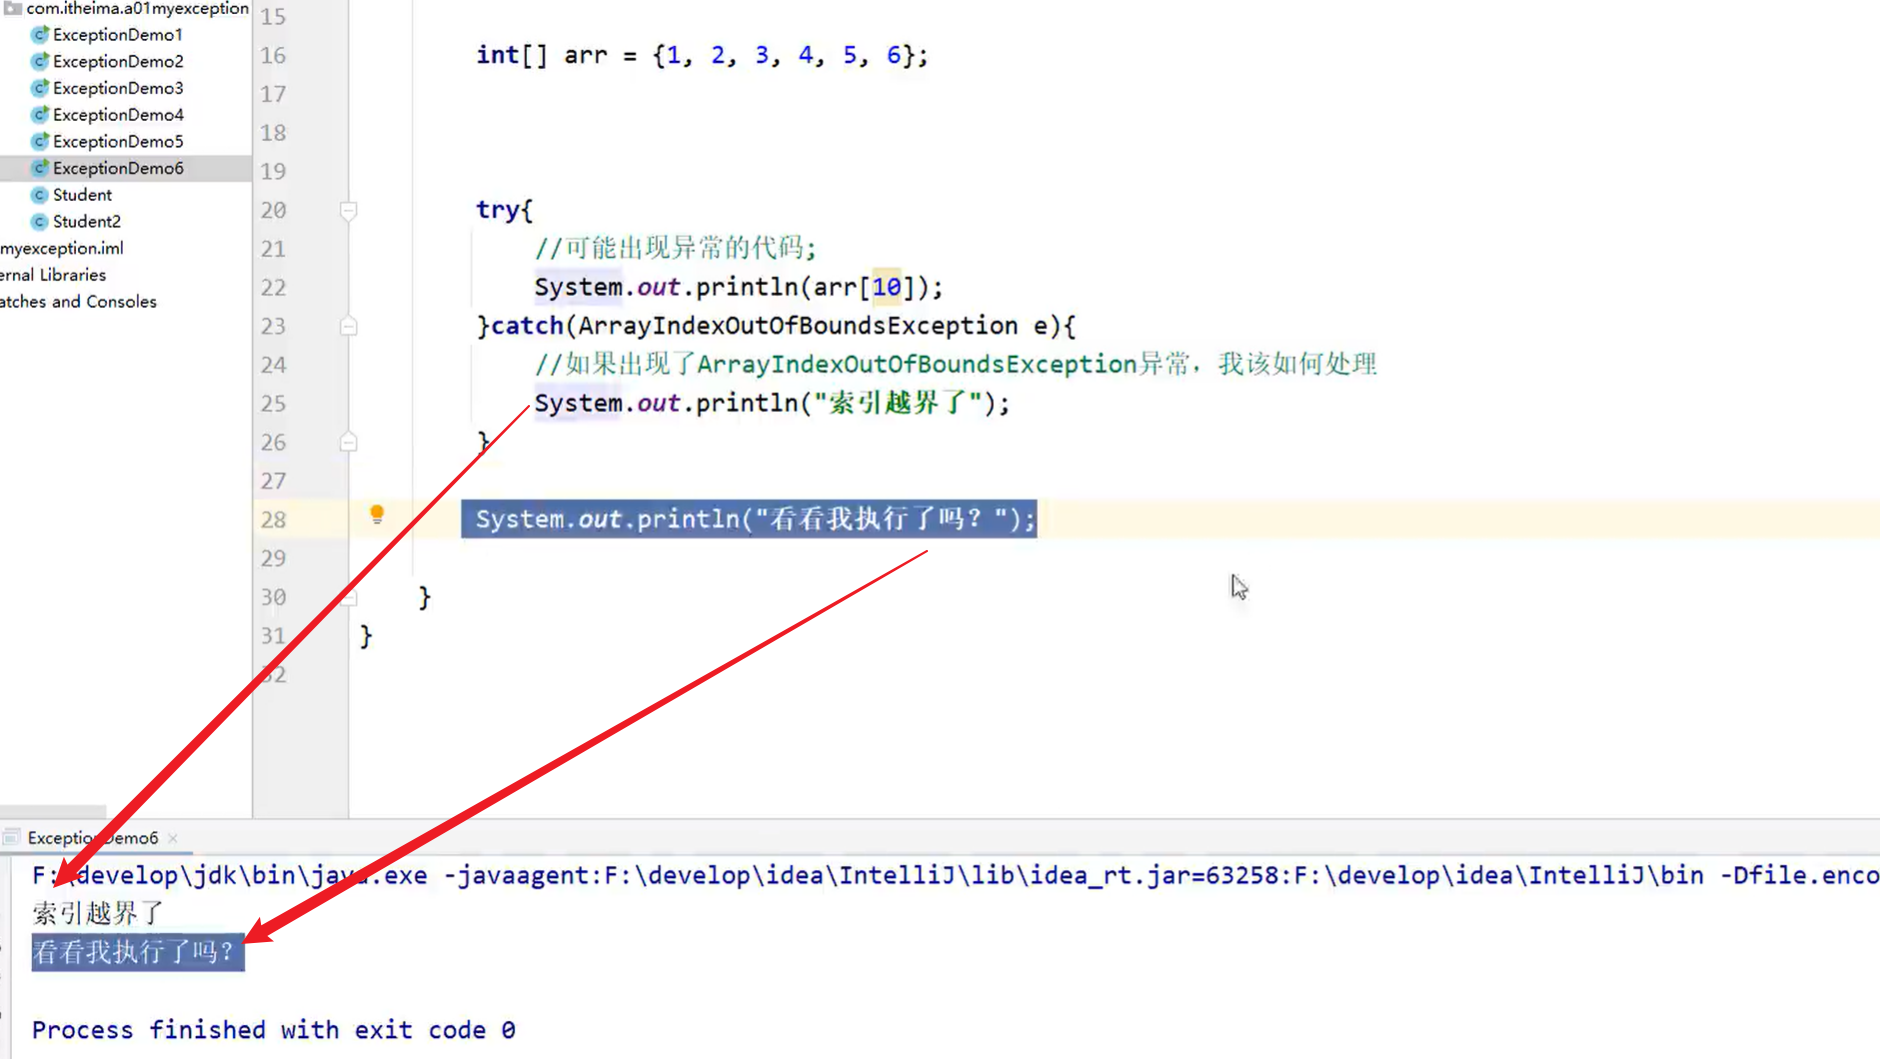 com.itheima.a01myexception
ExceptionDemo1
ExceptionDemo2
ExceptionDemo3
ExceptionDemo4
ExceptionDemo5
ExceptionDemo6
Student
Student2
myexception.iml
ernal Libraries
atches and Consoles
15
16 int[] arr = {1, 2, 3, 4, 5, 6};
17
18
19
20 try{
21 //可能出现异常的代码;
22 System.out.println(arr[10]);
23 }catch(ArrayIndexOutOfBoundsException e){
24 //如果出现了ArrayIndexOutOfBoundsException异常，我该如何处理
25 System.out.println("索引越界了");
26 }
27
28 System.out.println("看看我执行了吗？");
29
30 }
31 }
32
ExceptionDemo6 ×
F:\develop\jdk\bin\java.exe -javaagent:F:\develop\idea\IntelliJ\lib\idea_rt.jar=63258:F:\develop\idea\IntelliJ\bin -Dfile.enco
索引越界了
看看我执行了吗？
Process finished with exit code 0